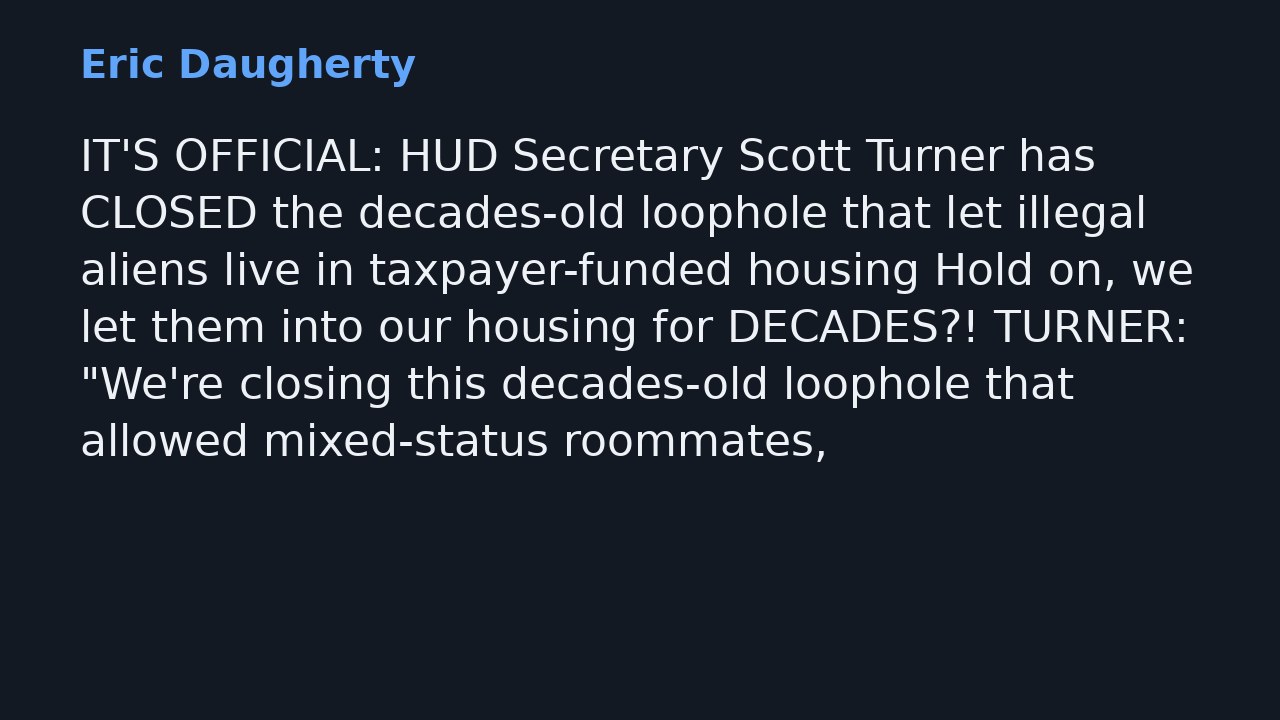 Eric Daugherty
IT'S OFFICIAL: HUD Secretary Scott Turner has
CLOSED the decades-old loophole that let illegal
aliens live in taxpayer-funded housing Hold on, we
let them into our housing for DECADES?! TURNER:
"We're closing this decades-old loophole that
allowed mixed-status roommates,